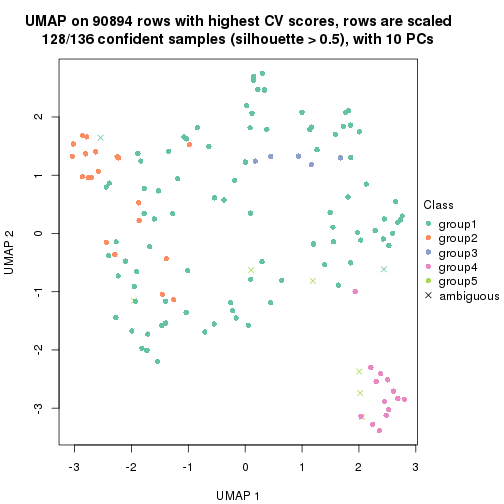 UMAP on 90894 rows with highest CV scores, rows are scaled
128/136 confident samples (silhouette > 0.5), with 10 PCs
2
1
0
-1
-2
-3
UMAP 2
-3
-2
-1
0
1
2
3
UMAP 1
Class
group1
group2
group3
group4
group5
ambiguous